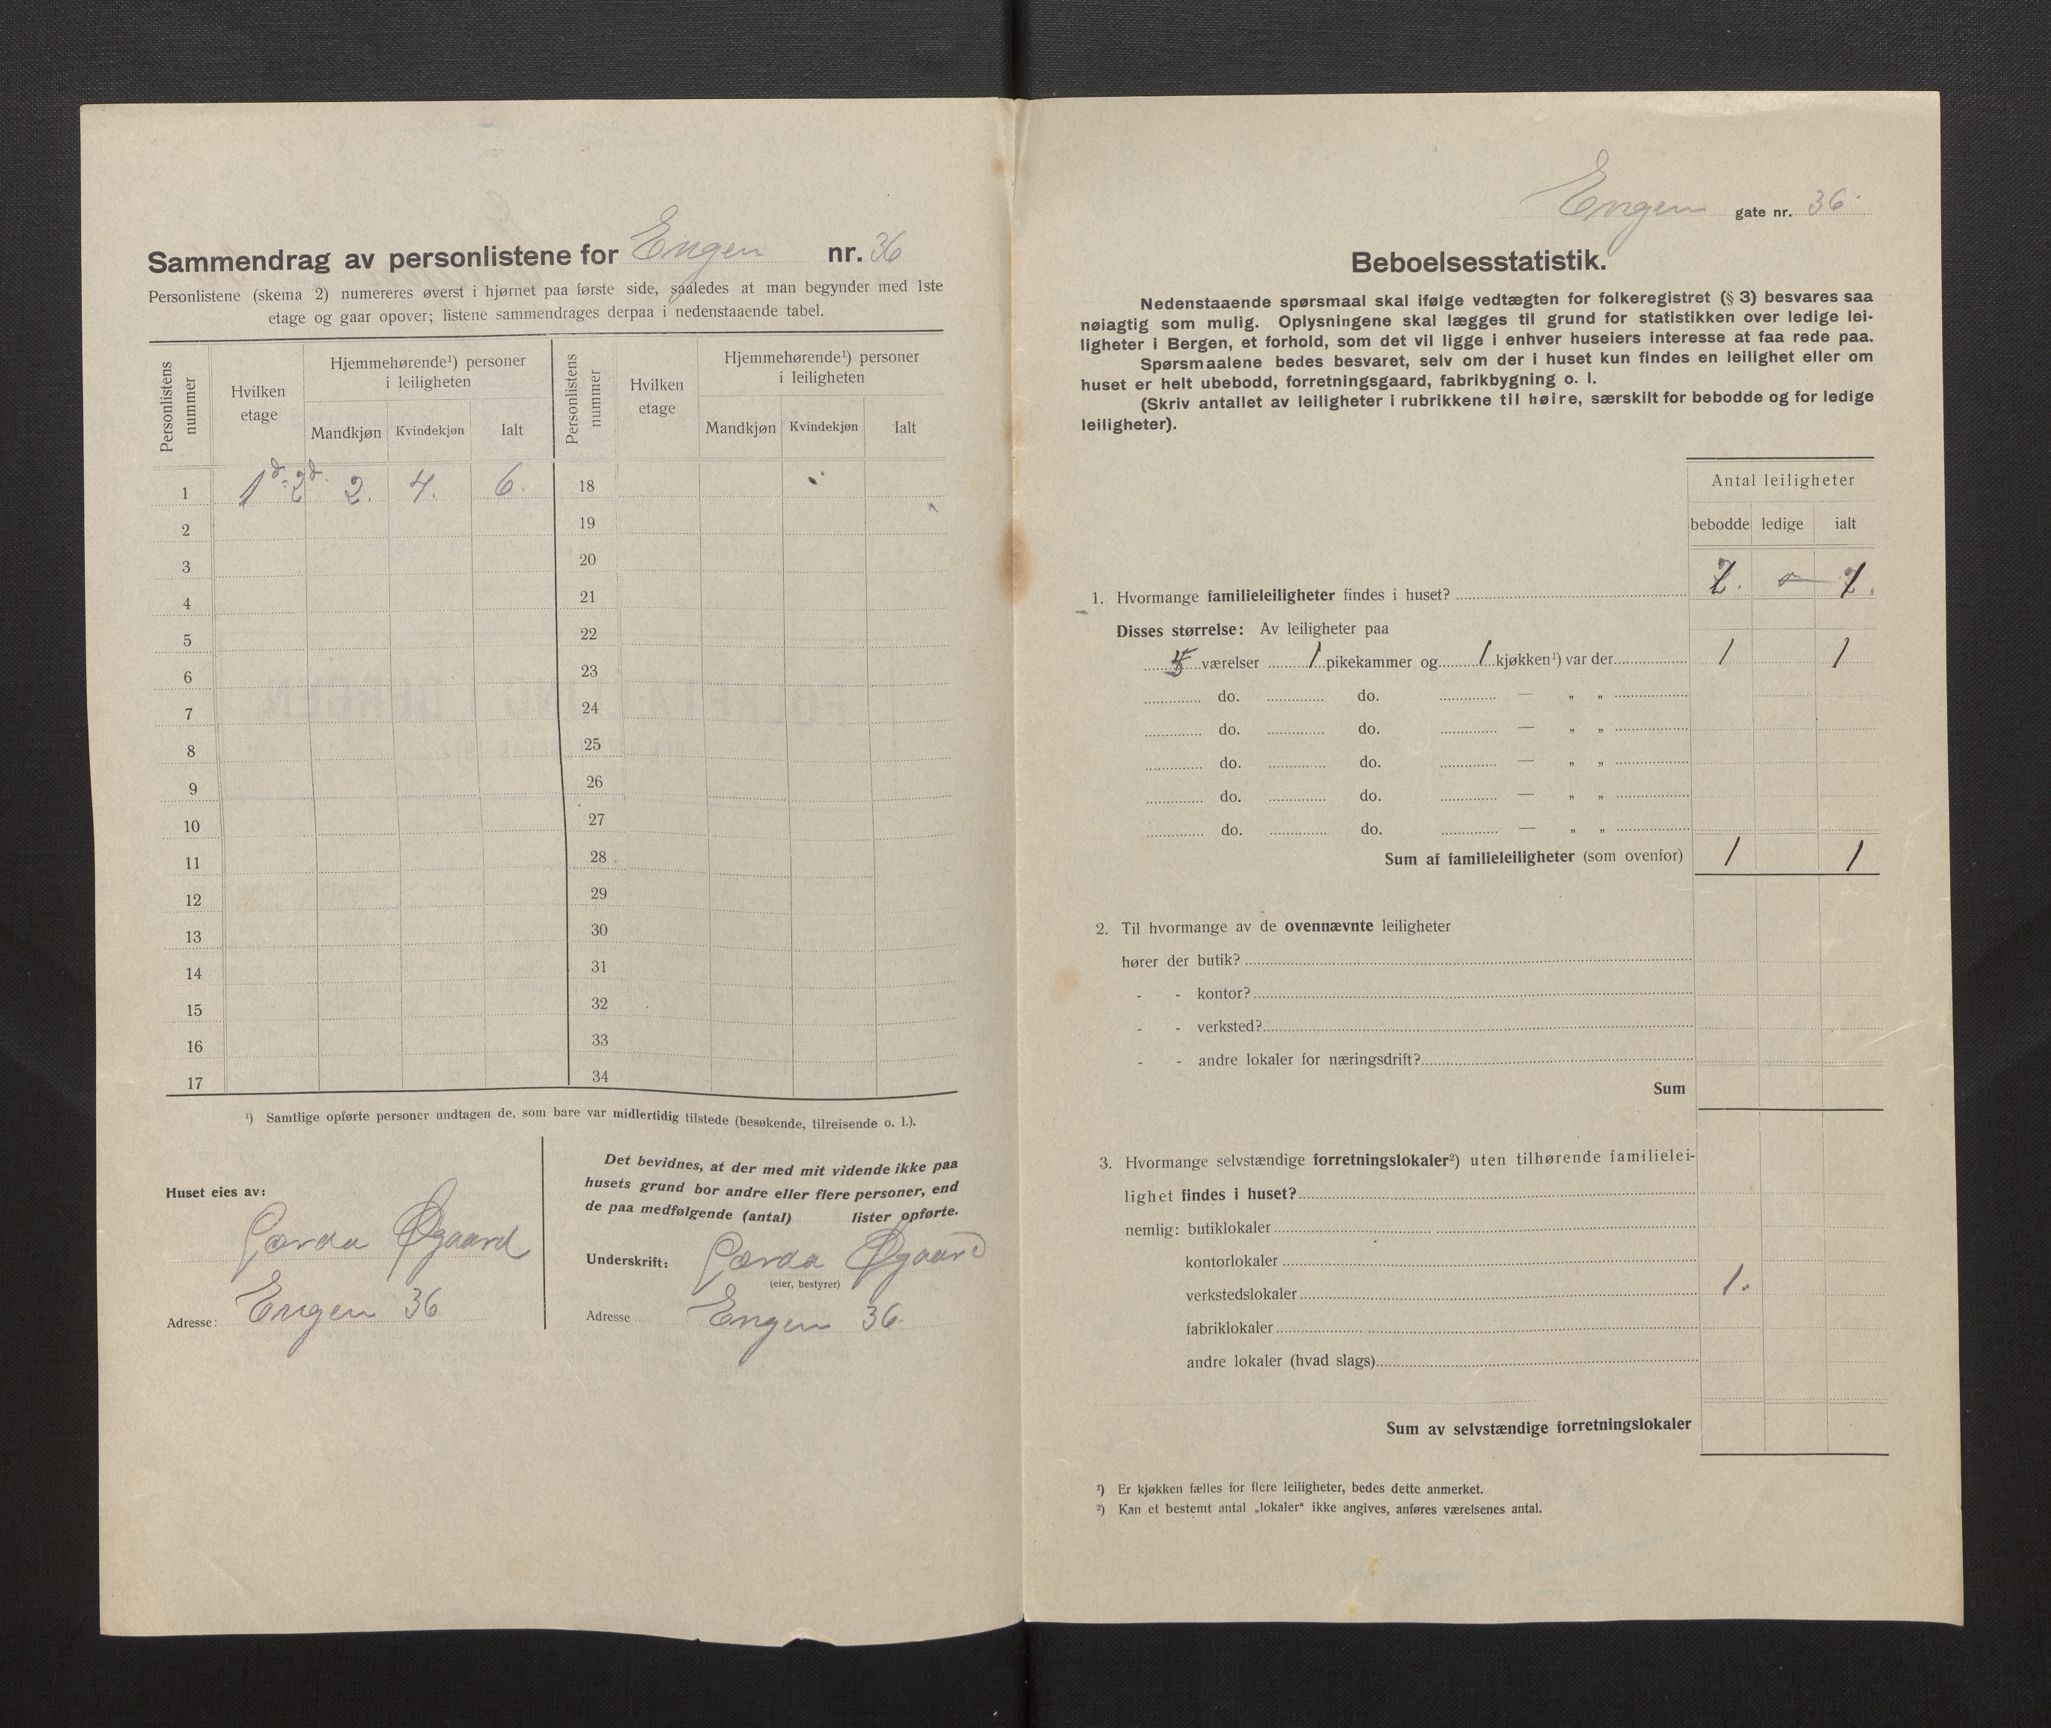 Sammendrag av personlistene for Engen nr. 36
Personlistene (skema 2) numereres øverst i hjørnet paa første side, saaledes at man begynder med 1ste
etage og gaar opover; listene sammendrages derpaa i nedenstaaende tabel.
Personlistens nummer | Hvilken etage | Hjemmehørende¹) personer i leiligheten | Personlistens nummer | Hvilken etage | Hjemmehørende¹) personer i leiligheten
Mandkjøn | Kvindekjøn | Ialt | Mandkjøn | Kvindekjøn | Ialt
1 | 1d-2d. | 2. | 4. | 6. | 18
2 | 19
3 | 20
4 | 21
5 | 22
6 | 23
7 | 24
8 | 25
9 | 26
10 | 27
11 | 28
12 | 29
13 | 30
14 | 31
15 | 32
16 | 33
17 | 34
¹) Samtlige opførte personer undtagen de, som bare var midlertidig tilstede (besøkende, tilreisende o. l.).
Huset eies av:
Gærda Øgaard
Adresse: Engen 36
Det bevidnes, at der med mit vidende ikke paa
husets grund bor andre eller flere personer, end
de paa medfølgende (antal) lister opførte.
Underskrift: Gærda Øgaard
(eier, bestyrer)
Adresse Engen 36
Engen gate nr. 36
Beboelsesstatistik.
Nedenstaaende spørsmaal skal ifølge vedtægten for folkeregistret (§ 3) besvares saa
nøiagtig som mulig. Oplysningene skal lægges til grund for statistikken over ledige lei-
ligheter i Bergen, et forhold, som det vil ligge i enhver huseiers interesse at faa rede paa.
Spørsmaalene bedes besvaret, selv om der i huset kun findes en leilighet eller om
huset er helt ubebodd, forretningsgaard, fabrikbygning o. l.
(Skriv antallet av leiligheter i rubrikkene til høire, særskilt for bebodde og for ledige
leiligheter).
Antal leiligheter
bebodde | ledige | ialt
1. Hvormange familieleiligheter findes i huset?
Disses størrelse: Av leiligheter paa
værelser 1 pikekammer og 1 kjøkken¹) var der 1 1
do. do. — " "
do. do. — " "
do. do. — " "
do. do. — " "
do. do. — " "
Sum af familieleiligheter (som ovenfor) 1 1
2. Til hvormange av de ovennævnte leiligheter
hører der butik?
- - kontor?
- - verksted?
- - andre lokaler for næringsdrift?
Sum
3. Hvormange selvstændige forretningslokaler²) uten tilhørende familielei-
lighet findes i huset?
nemlig: butiklokaler
kontorlokaler
verkstedslokaler 1.
fabriklokaler
andre lokaler (hvad slags)
Sum av selvstændige forretningslokaler
¹) Er kjøkken fælles for flere leiligheter, bedes dette anmerket.
²) Kan et bestemt antal „lokaler“ ikke angives, anføres værelsenes antal.